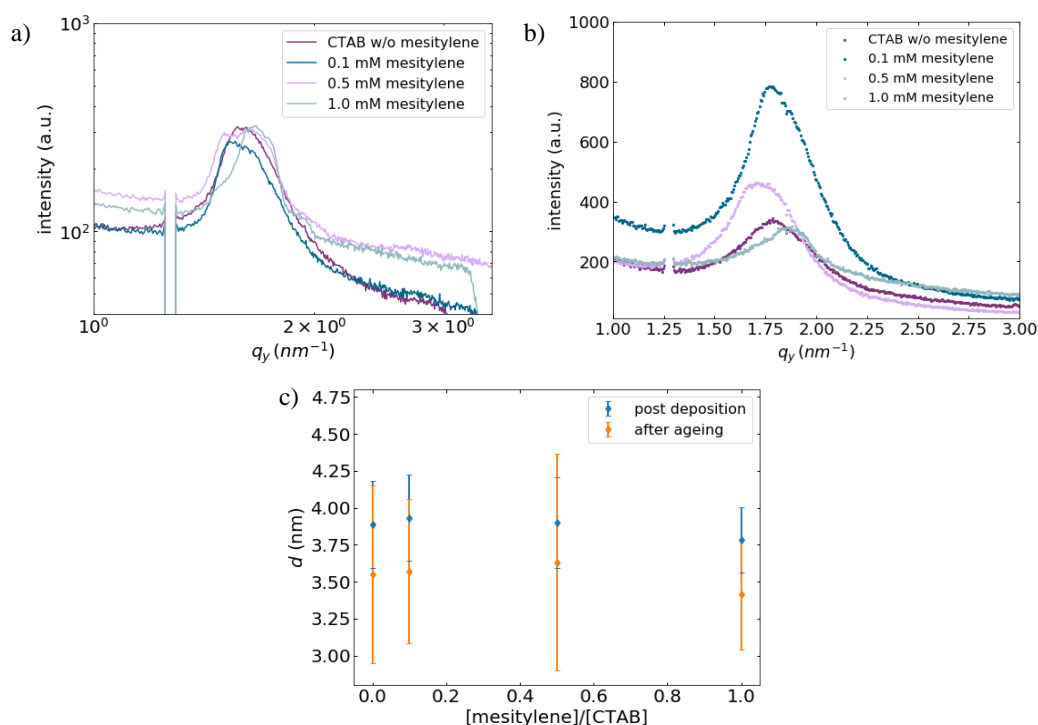 a)
10³
10²
intensity (a.u.)
CTAB w/o mesitylene
0.1 mM mesitylene
0.5 mM mesitylene
1.0 mM mesitylene
10⁰ 2 × 10⁰ 3 × 10⁰
q_y (nm⁻¹)
b)
1000
800
600
400
200
intensity (a.u.)
CTAB w/o mesitylene
0.1 mM mesitylene
0.5 mM mesitylene
1.0 mM mesitylene
1.00 1.25 1.50 1.75 2.00 2.25 2.50 2.75 3.00
q_y (nm⁻¹)
c)
4.75
4.50
4.25
4.00
3.75
3.50
3.25
3.00
d (nm)
post deposition
after ageing
0.0 0.2 0.4 0.6 0.8 1.0
[mesitylene]/[CTAB]